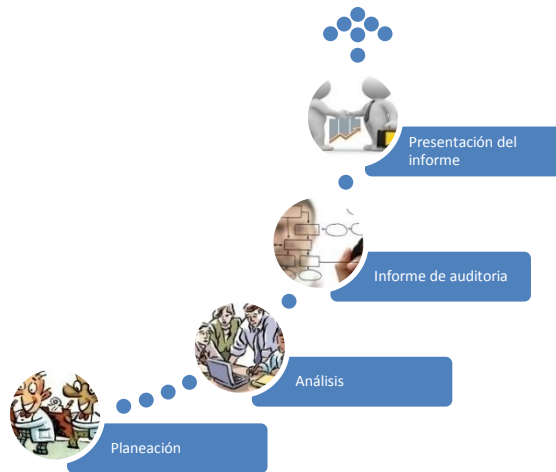 Presentación del
informe
Informe de auditoria
Análisis
Planeación